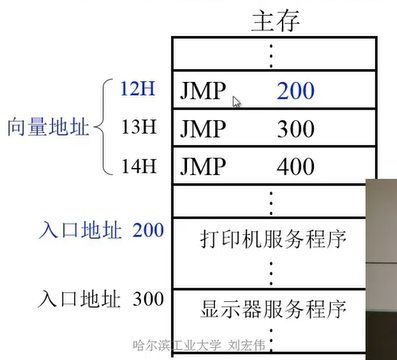 主存
12H JMP 200
向量地址 13H JMP 300
14H JMP 400
入口地址 200 打印机服务程序
入口地址 300 显示器服务程序
哈尔滨工业大学 刘宏伟